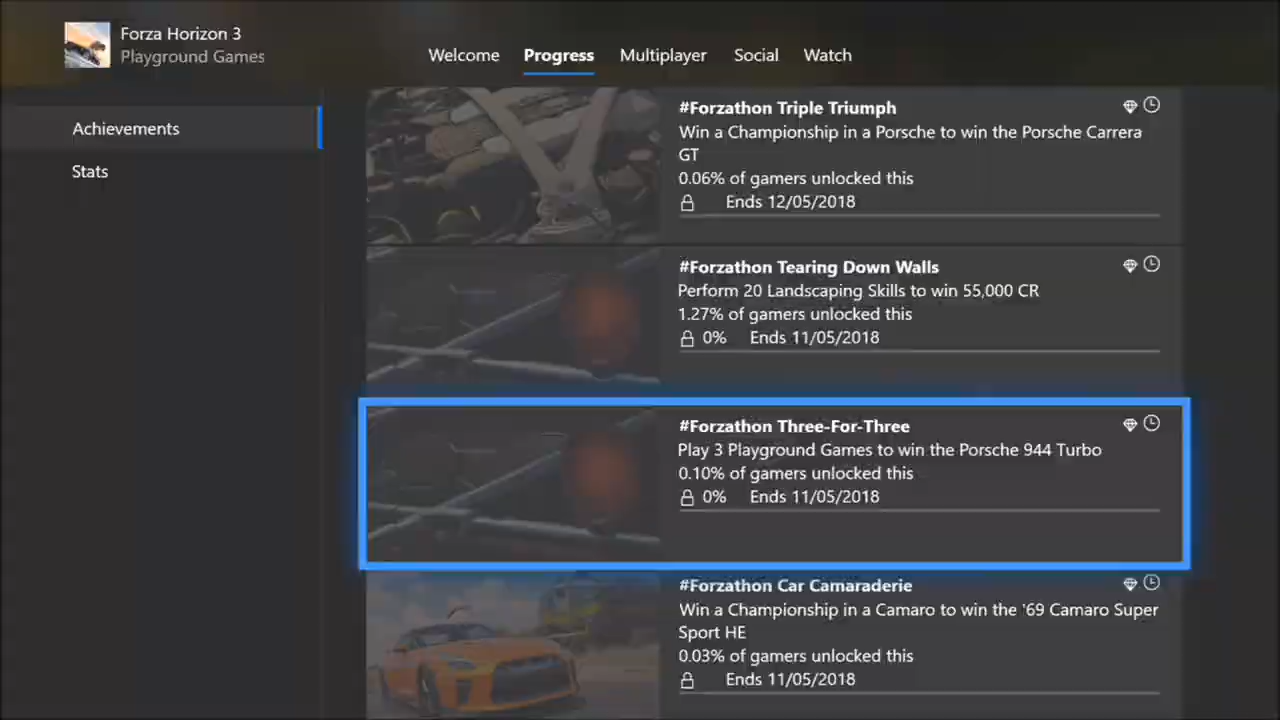 Forza Horizon 3
Playground Games
Welcome Progress Multiplayer Social Watch
Achievements
Stats
#Forzathon Triple Triumph
Win a Championship in a Porsche to win the Porsche Carrera
GT
0.06% of gamers unlocked this
Ends 12/05/2018
#Forzathon Tearing Down Walls
Perform 20 Landscaping Skills to win 55,000 CR
1.27% of gamers unlocked this
0% Ends 11/05/2018
#Forzathon Three-For-Three
Play 3 Playground Games to win the Porsche 944 Turbo
0.10% of gamers unlocked this
0% Ends 11/05/2018
#Forzathon Car Camaraderie
Win a Championship in a Camaro to win the '69 Camaro Super
Sport HE
0.03% of gamers unlocked this
Ends 11/05/2018